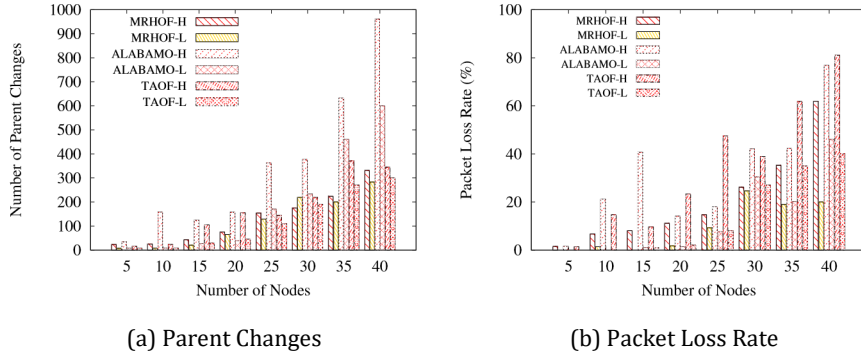 1000
900
800
700
600
500
400
300
200
100
0
Number of Parent Changes
MRHOF-H
MRHOF-L
ALABAMO-H
ALABAMO-L
TAOF-H
TAOF-L
5 10 15 20 25 30 35 40
Number of Nodes
(a) Parent Changes
100
80
60
40
20
0
Packet Loss Rate (%)
MRHOF-H
MRHOF-L
ALABAMO-H
ALABAMO-L
TAOF-H
TAOF-L
5 10 15 20 25 30 35 40
Number of Nodes
(b) Packet Loss Rate